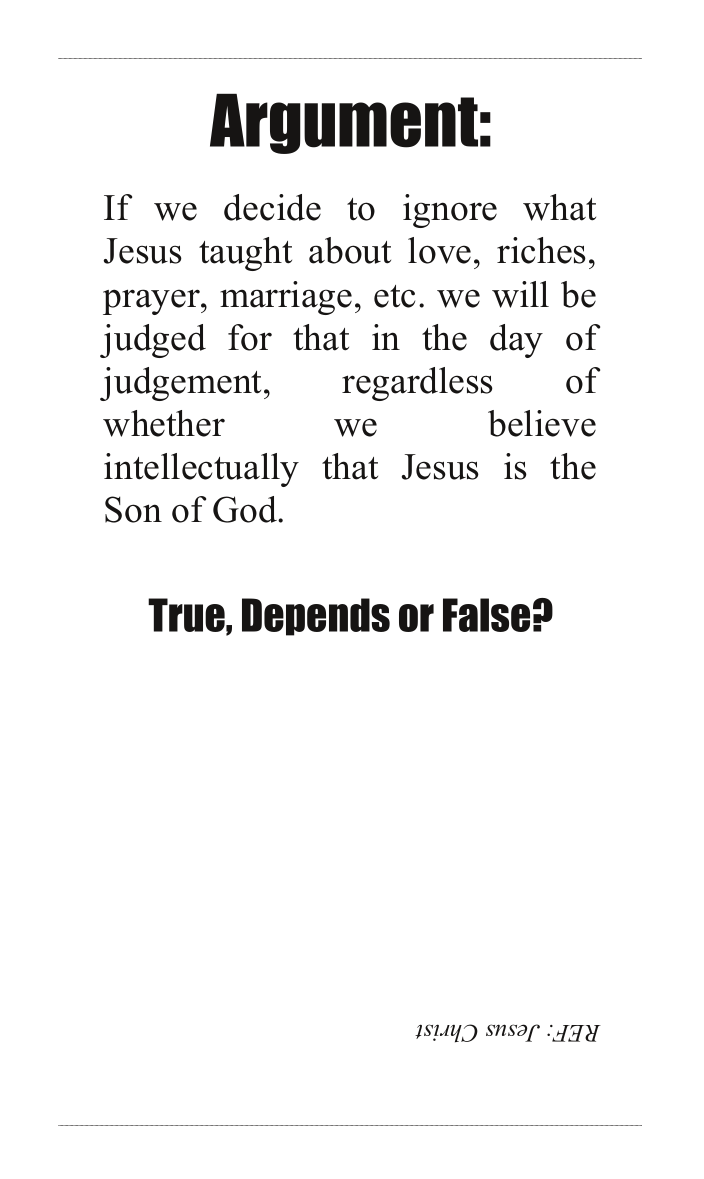 Argument:
If we decide to ignore what
Jesus taught about love, riches,
prayer, marriage, etc. we will be
judged for that in the day of
judgement, regardless of
whether we believe
intellectually that Jesus is the
Son of God.
True, Depends or False?
REF: Jesus Christ